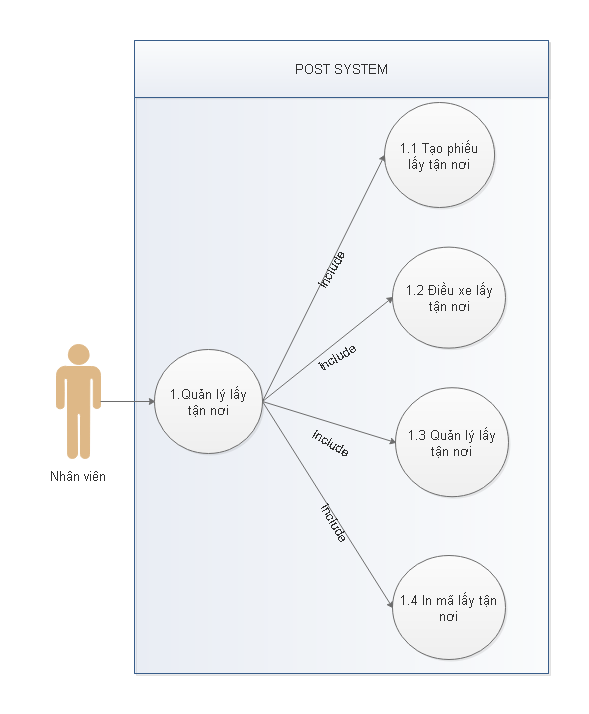 POST SYSTEM
1.1 Tạo phiếu
lấy tận nơi
Include
1.2 Điều xe lấy
tận nơi
Include
1.Quản lý lấy
tận nơi
Nhân viên
Include
1.3 Quản lý lấy
tận nơi
Include
1.4 In mã lấy tận
nơi